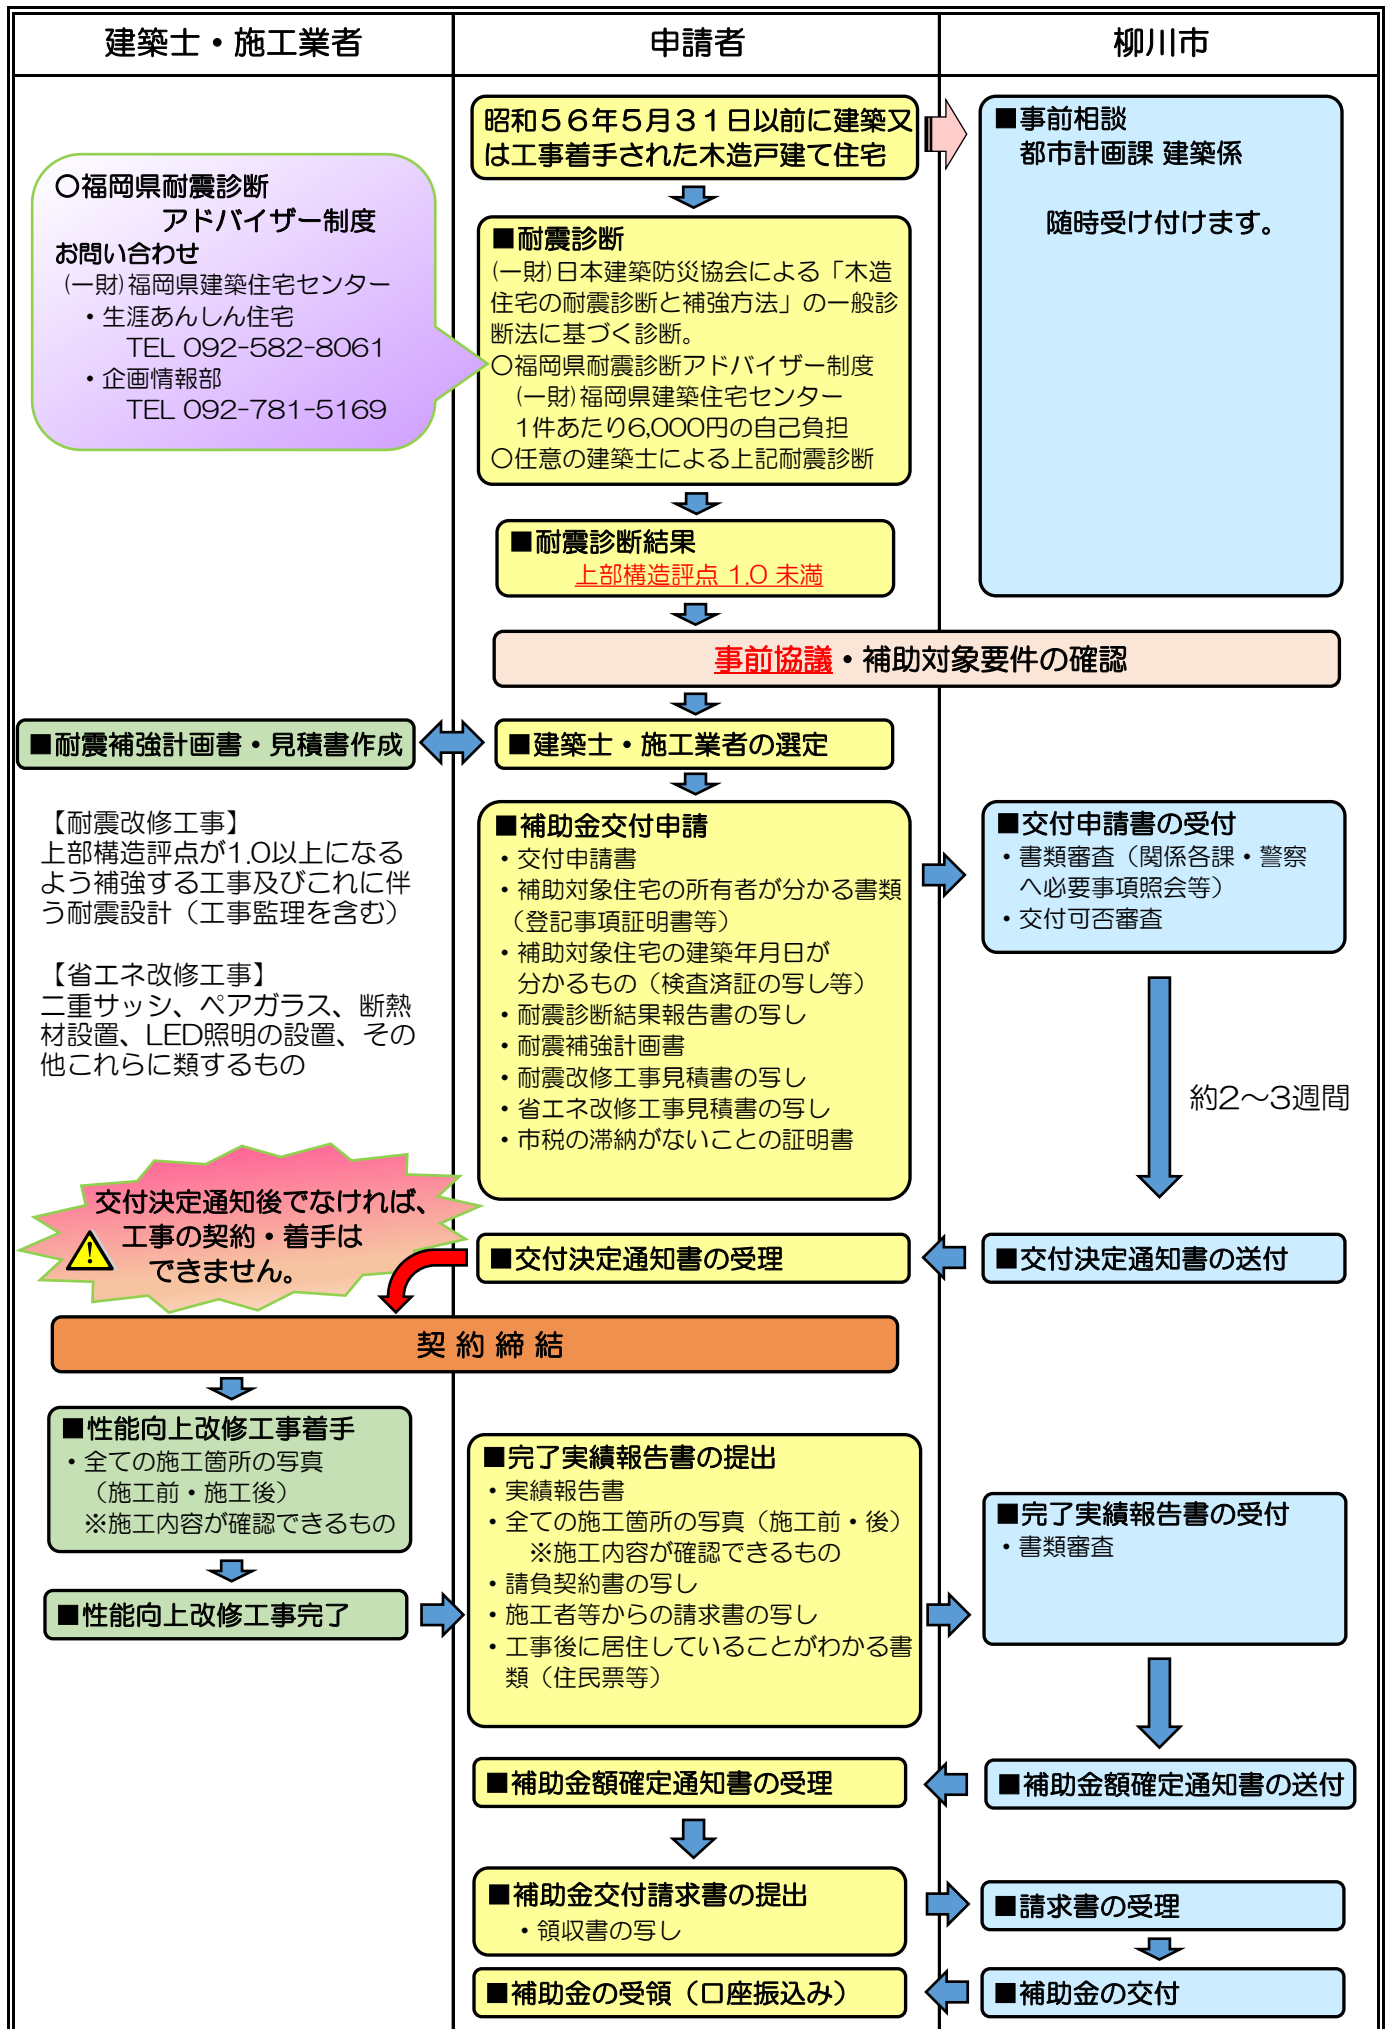 建築士・施工業者
申請者
柳川市
昭和５６年５月３１日以前に建築又
は工事着手された木造戸建て住宅
■事前相談
都市計画課 建築係
随時受け付けます。
〇福岡県耐震診断
アドバイザー制度
お問い合わせ
(一財)福岡県建築住宅センター
・生涯あんしん住宅
TEL 092-582-8061
・企画情報部
TEL 092-781-5169
■耐震診断
(一財)日本建築防災協会による「木造
住宅の耐震診断と補強方法」の一般診
断法に基づく診断。
〇福岡県耐震診断アドバイザー制度
(一財)福岡県建築住宅センター
1件あたり6,000円の自己負担
〇任意の建築士による上記耐震診断
■耐震診断結果
上部構造評点 1.0 未満
事前協議・補助対象要件の確認
■耐震補強計画書・見積書作成
■建築士・施工業者の選定
【耐震改修工事】
上部構造評点が1.0以上になる
よう補強する工事及びこれに伴
う耐震設計（工事監理を含む）
【省エネ改修工事】
二重サッシ、ペアガラス、断熱
材設置、LED照明の設置、その
他これらに類するもの
■補助金交付申請
・交付申請書
・補助対象住宅の所有者が分かる書類
（登記事項証明書等）
・補助対象住宅の建築年月日が
分かるもの（検査済証の写し等）
・耐震診断結果報告書の写し
・耐震補強計画書
・耐震改修工事見積書の写し
・省エネ改修工事見積書の写し
・市税の滞納がないことの証明書
■交付申請書の受付
・書類審査（関係各課・警察
へ必要事項照会等）
・交付可否審査
約2～3週間
交付決定通知後でなければ、
工事の契約・着手は
できません。
■交付決定通知書の受理
■交付決定通知書の送付
契 約 締 結
■性能向上改修工事着手
・全ての施工箇所の写真
（施工前・施工後）
※施工内容が確認できるもの
■性能向上改修工事完了
■完了実績報告書の提出
・実績報告書
・全ての施工箇所の写真（施工前・後）
※施工内容が確認できるもの
・請負契約書の写し
・施工者等からの請求書の写し
・工事後に居住していることがわかる書
類（住民票等）
■完了実績報告書の受付
・書類審査
■補助金額確定通知書の受理
■補助金額確定通知書の送付
■補助金交付請求書の提出
・領収書の写し
■請求書の受理
■補助金の受領（口座振込み）
■補助金の交付